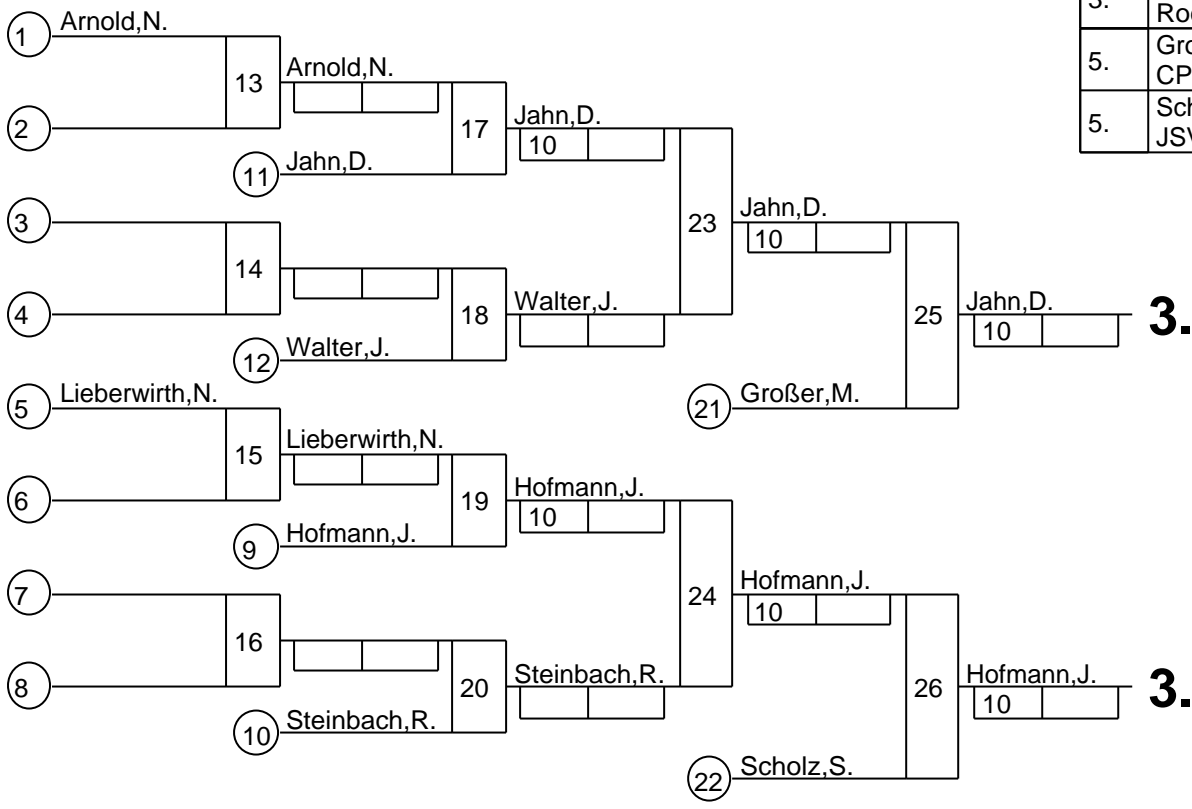 3.
5.
5.
1 Arnold,N.
13
Arnold,N.
2
17
Jahn,D.
10
11 Jahn,D.
3
23
Jahn,D.
10
14
4
18
Walter,J.
12 Walter,J.
25
Jahn,D.
10
3.
5 Lieberwirth,N.
21 Großer,M.
15
Lieberwirth,N.
6
19
Hofmann,J.
10
9 Hofmann,J.
7
24
Hofmann,J.
10
16
8
20
Steinbach,R.
10 Steinbach,R.
26
Hofmann,J.
10
3.
22 Scholz,S.